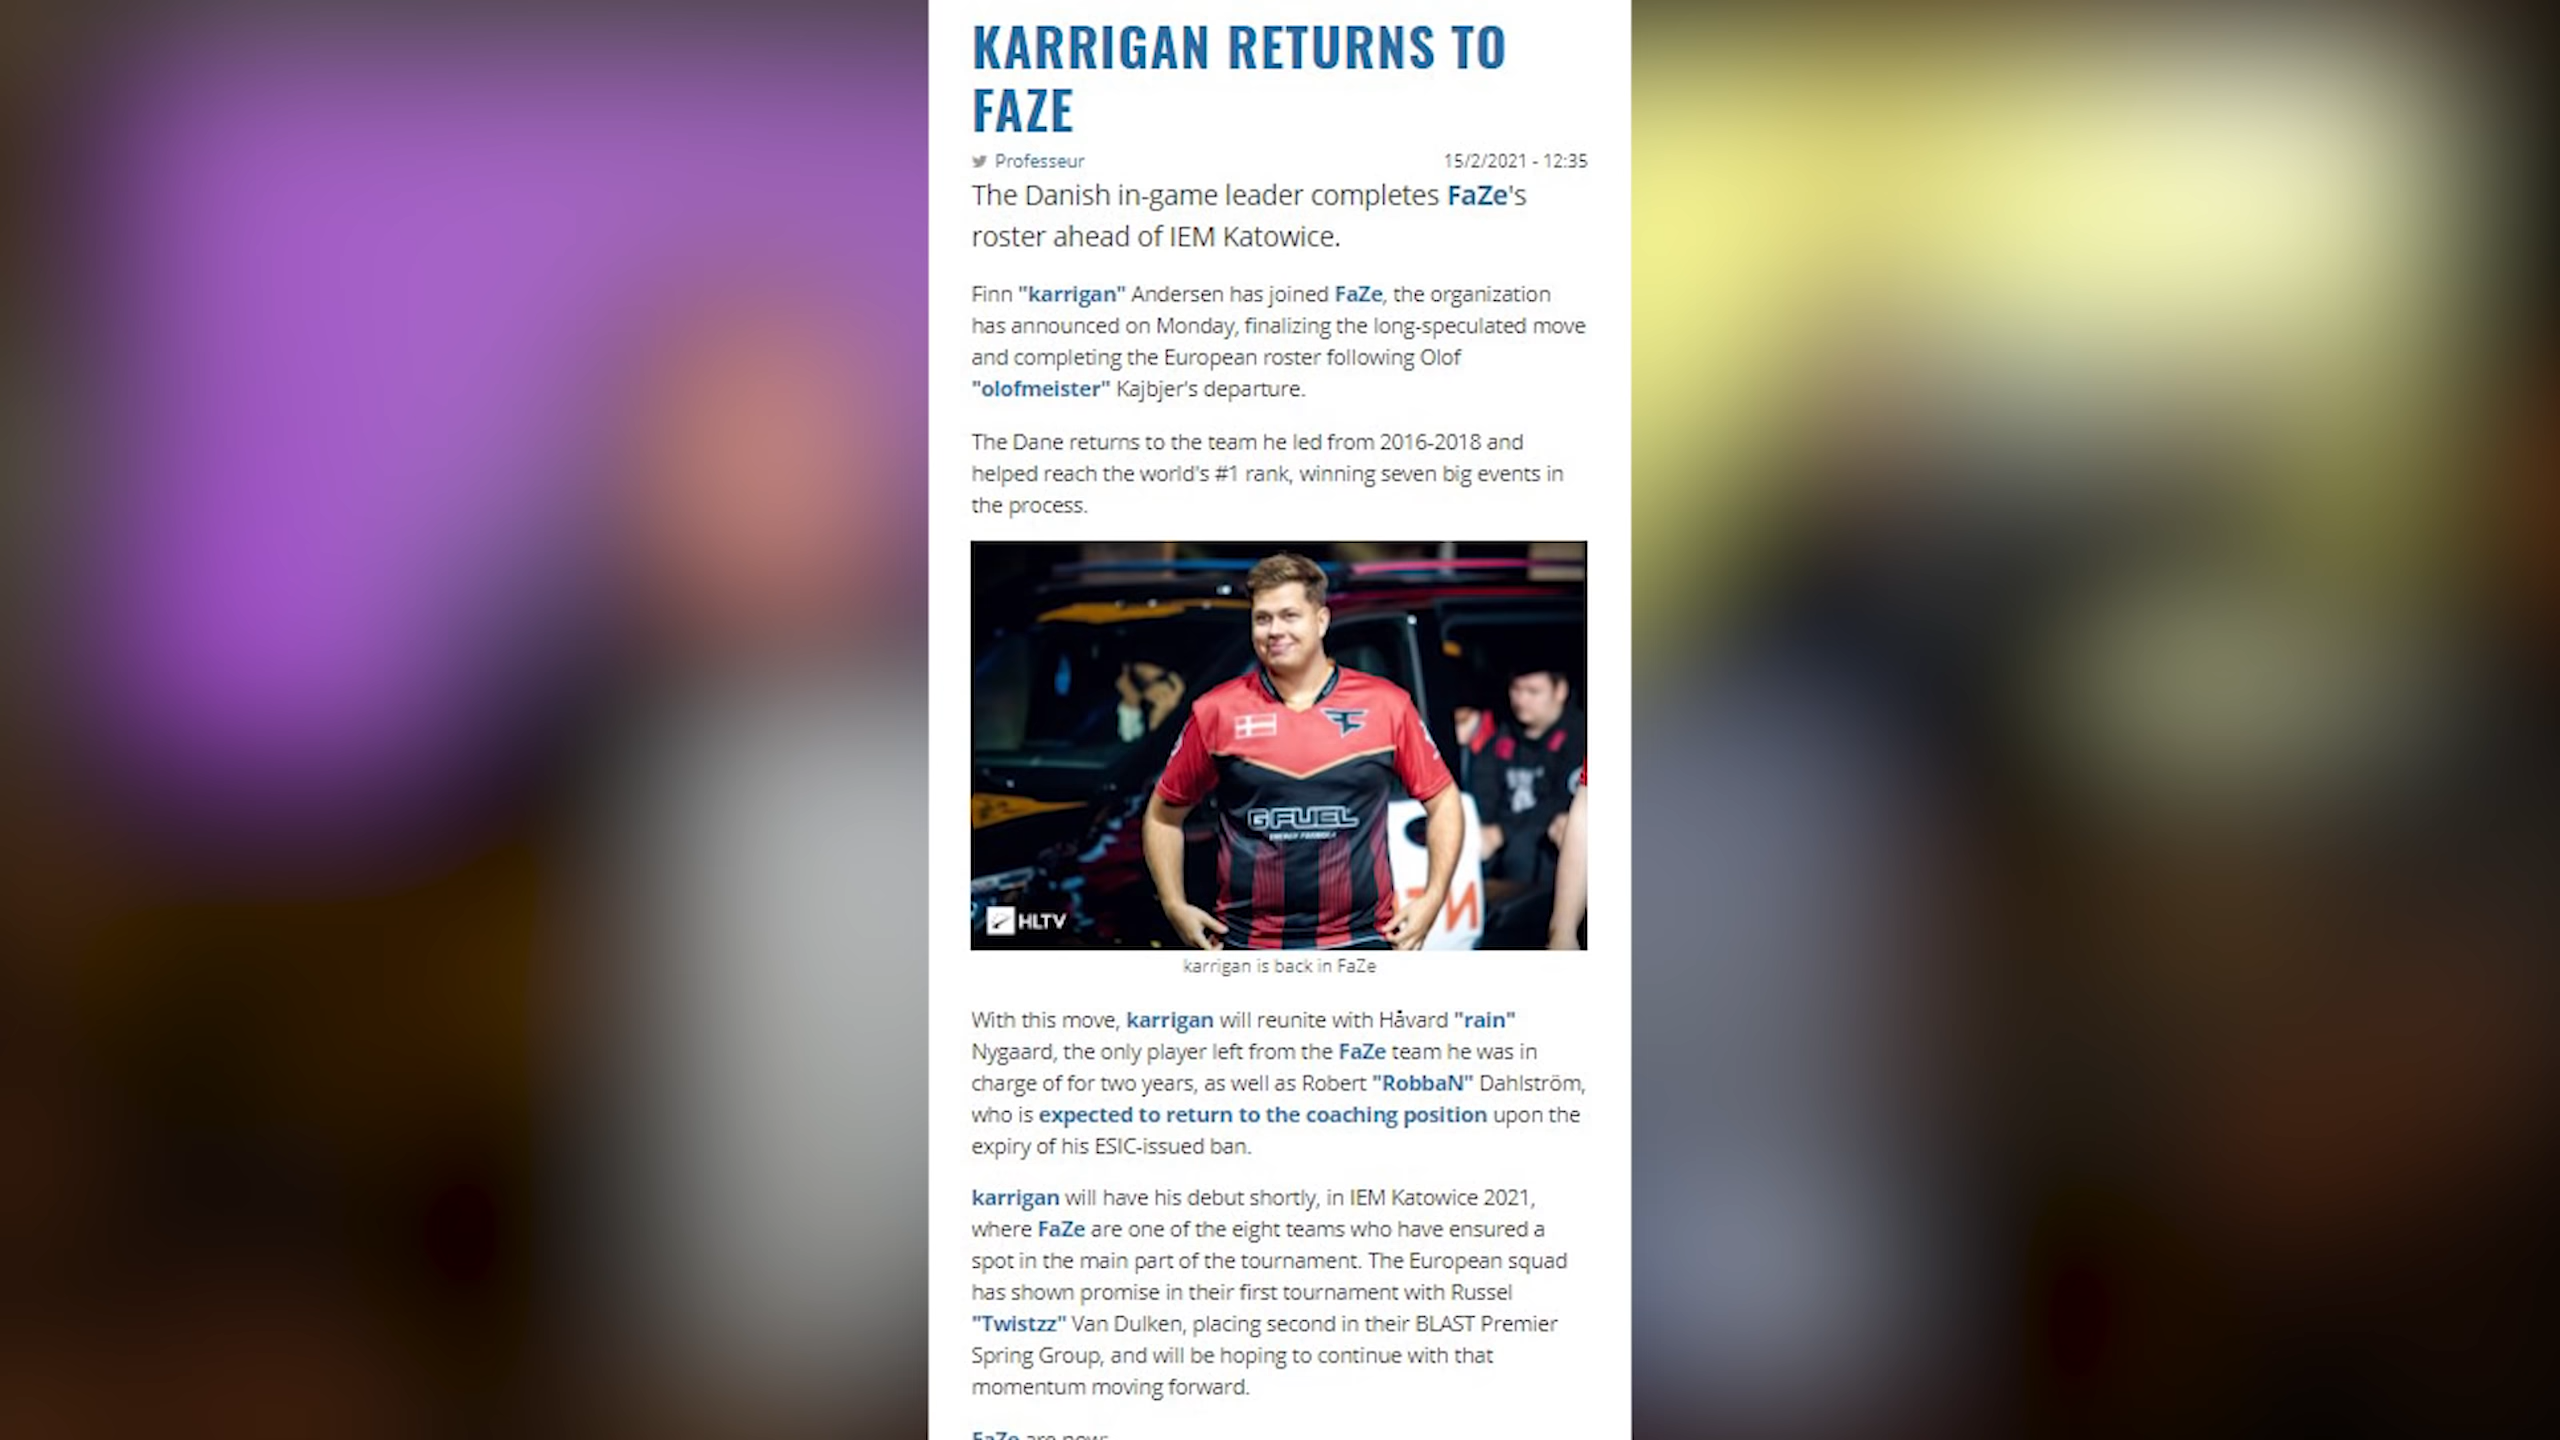 KARRIGAN RETURNS TO
FAZE
Professeur 15/2/2021 - 12:35
The Danish in-game leader completes FaZe's
roster ahead of IEM Katowice.
Finn "karrigan" Andersen has joined FaZe, the organization
has announced on Monday, finalizing the long-speculated move
and completing the European roster following Olof
"olofmeister" Kajbjer's departure.
The Dane returns to the team he led from 2016-2018 and
helped reach the world's #1 rank, winning seven big events in
the process.
G FUEL
ENERGY FORMULA
HLTV
karrigan is back in FaZe
With this move, karrigan will reunite with Håvard "rain"
Nygaard, the only player left from the FaZe team he was in
charge of for two years, as well as Robert "RobbaN" Dahlström,
who is expected to return to the coaching position upon the
expiry of his ESIC-issued ban.
karrigan will have his debut shortly, in IEM Katowice 2021,
where FaZe are one of the eight teams who have ensured a
spot in the main part of the tournament. The European squad
has shown promise in their first tournament with Russel
"Twistzz" Van Dulken, placing second in their BLAST Premier
Spring Group, and will be hoping to continue with that
momentum moving forward.
FaZe are now: